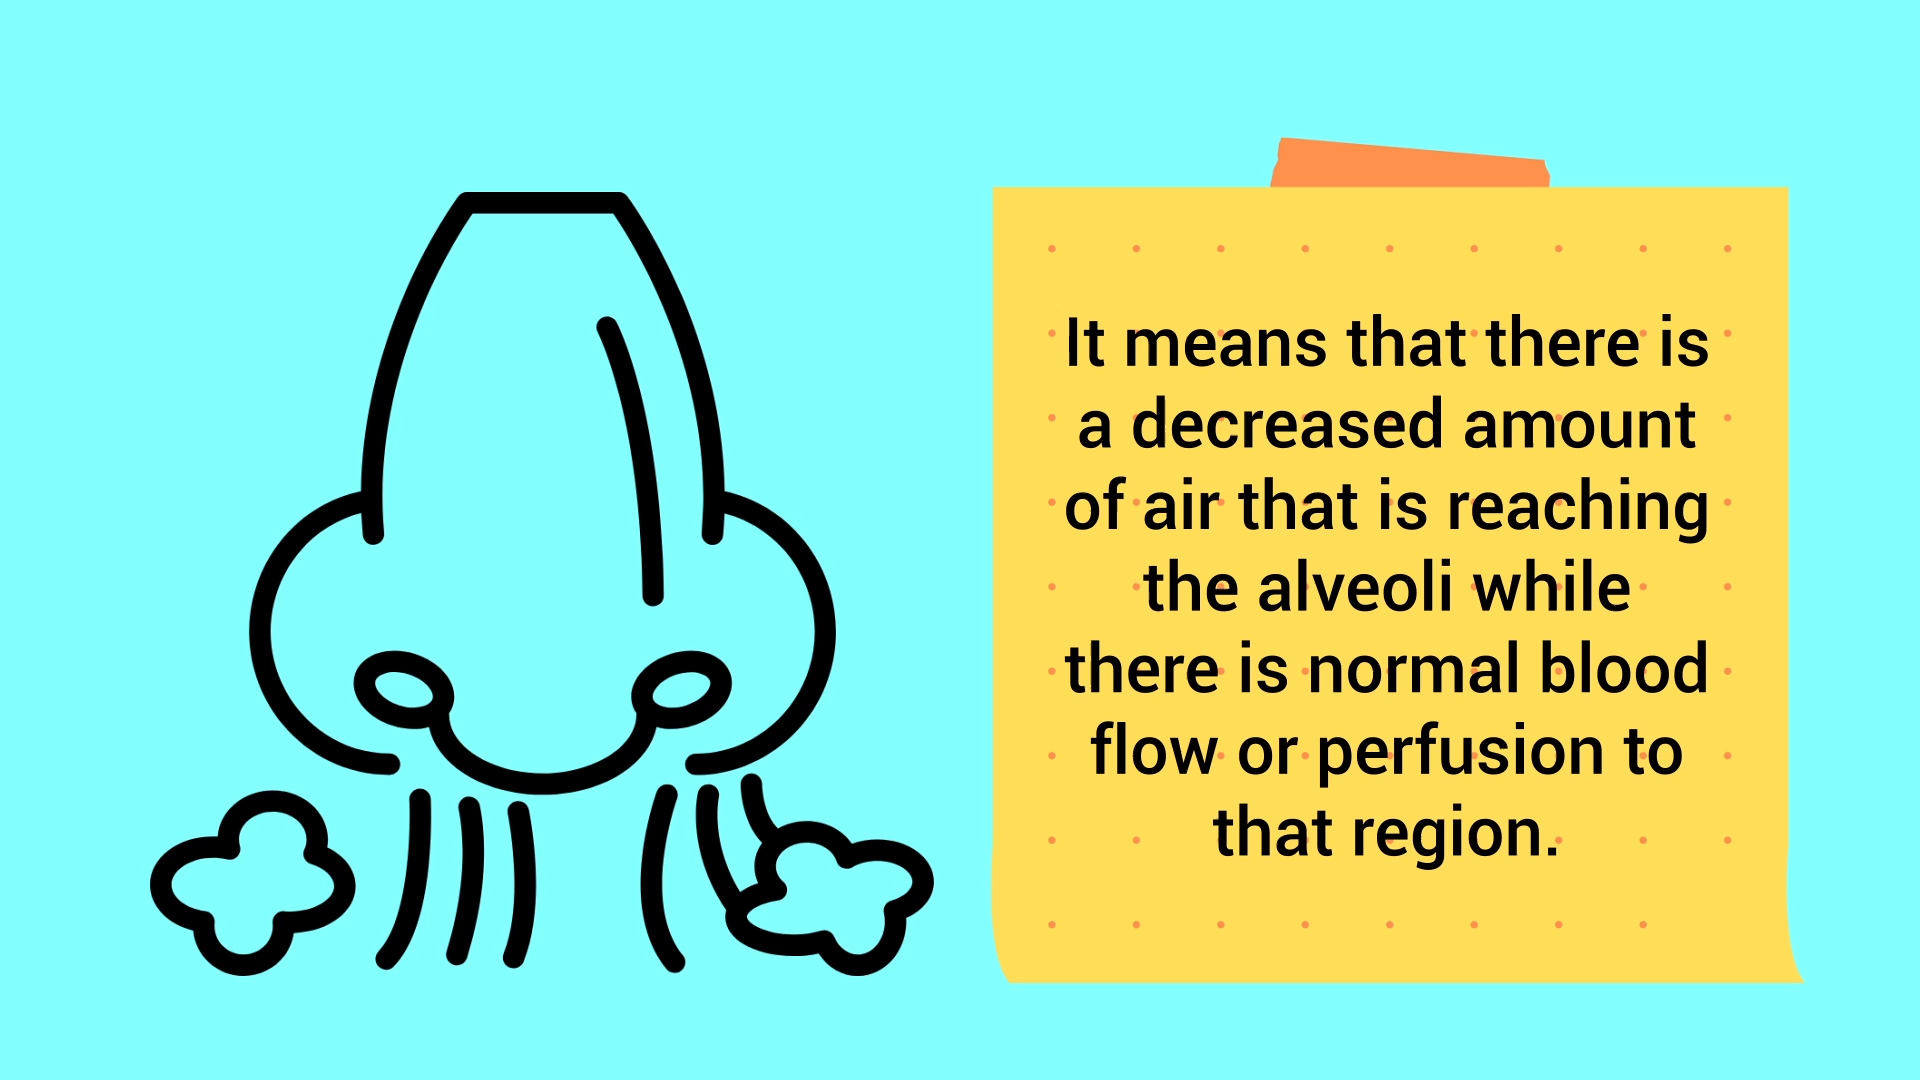 It means that there is
a decreased amount
of air that is reaching
the alveoli while
there is normal blood
flow or perfusion to
that region.